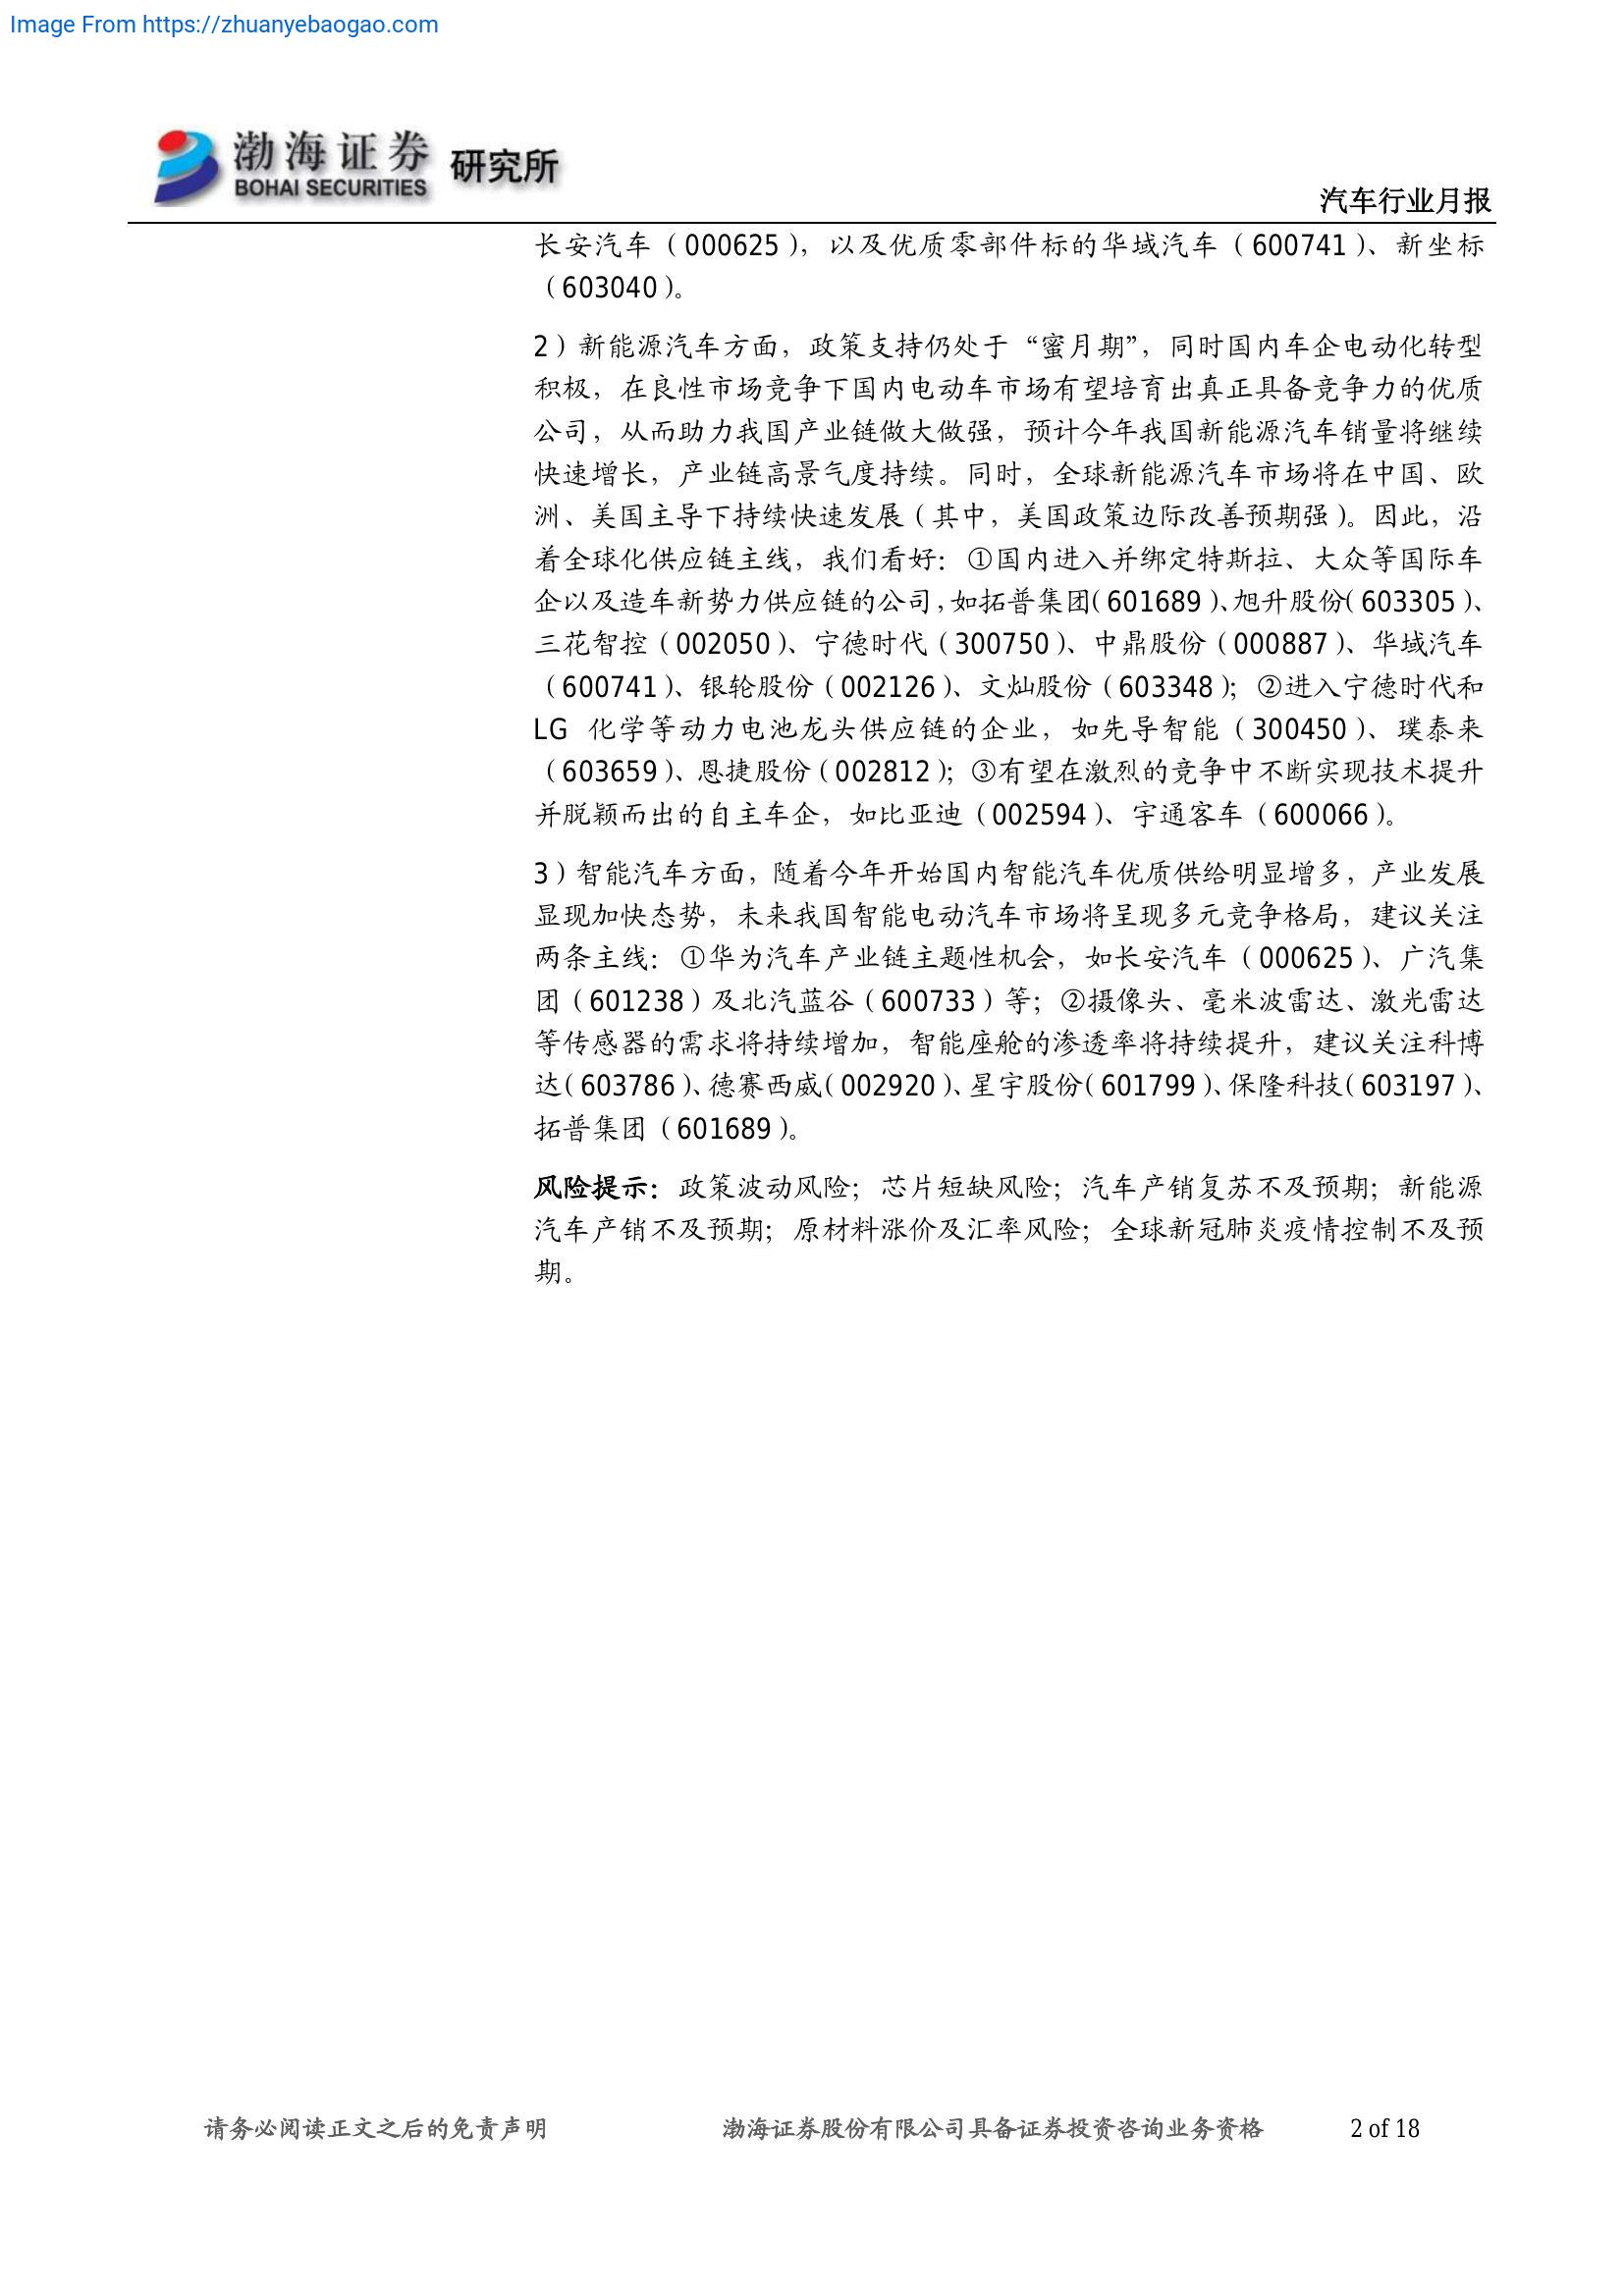 Image From https://zhuanyebaogao.com
渤海证券 研究所
BOHAI SECURITIES
汽车行业月报
长安汽车（000625），以及优质零部件标的华域汽车（600741）、新坐标
（603040）。
2）新能源汽车方面，政策支持仍处于“蜜月期”，同时国内车企电动化转型
积极，在良性市场竞争下国内电动车市场有望培育出真正具备竞争力的优质
公司，从而助力我国产业链做大做强，预计今年我国新能源汽车销量将继续
快速增长，产业链高景气度持续。同时，全球新能源汽车市场将在中国、欧
洲、美国主导下持续快速发展（其中，美国政策边际改善预期强）。因此，沿
着全球化供应链主线，我们看好：①国内进入并绑定特斯拉、大众等国际车
企以及造车新势力供应链的公司，如拓普集团（601689）、旭升股份（603305）、
三花智控（002050）、宁德时代（300750）、中鼎股份（000887）、华域汽车
（600741）、银轮股份（002126）、文灿股份（603348）；②进入宁德时代和
LG 化学等动力电池龙头供应链的企业，如先导智能（300450）、璞泰来
（603659）、恩捷股份（002812）；③有望在激烈的竞争中不断实现技术提升
并脱颖而出的自主车企，如比亚迪（002594）、宇通客车（600066）。
3）智能汽车方面，随着今年开始国内智能汽车优质供给明显增多，产业发展
显现加快态势，未来我国智能电动汽车市场将呈现多元竞争格局，建议关注
两条主线：①华为汽车产业链主题性机会，如长安汽车（000625）、广汽集
团（601238）及北汽蓝谷（600733）等；②摄像头、毫米波雷达、激光雷达
等传感器的需求将持续增加，智能座舱的渗透率将持续提升，建议关注科博
达（603786）、德赛西威（002920）、星宇股份（601799）、保隆科技（603197）、
拓普集团（601689）。
风险提示：政策波动风险；芯片短缺风险；汽车产销复苏不及预期；新能源
汽车产销不及预期；原材料涨价及汇率风险；全球新冠肺炎疫情控制不及预
期。
请务必阅读正文之后的免责声明 渤海证券股份有限公司具备证券投资咨询业务资格 2 of 18